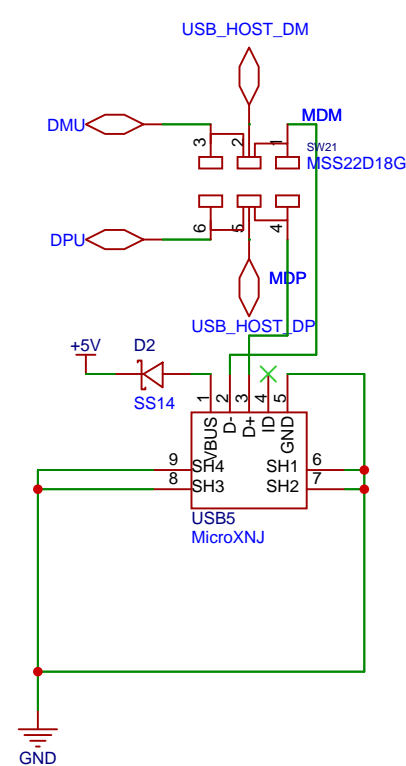 USB_HOST_DM
DMU
MDM
3
2
1
SW21
MSS22D18G
DPU
6
5
4
MDP
USB_HOST_DP
+5V
D2
SS14
1
2
3
4
5
VBUS
D-
D+
ID
GND
9
SH4
SH1
6
8
SH3
SH2
7
USB5
MicroXNJ
GND